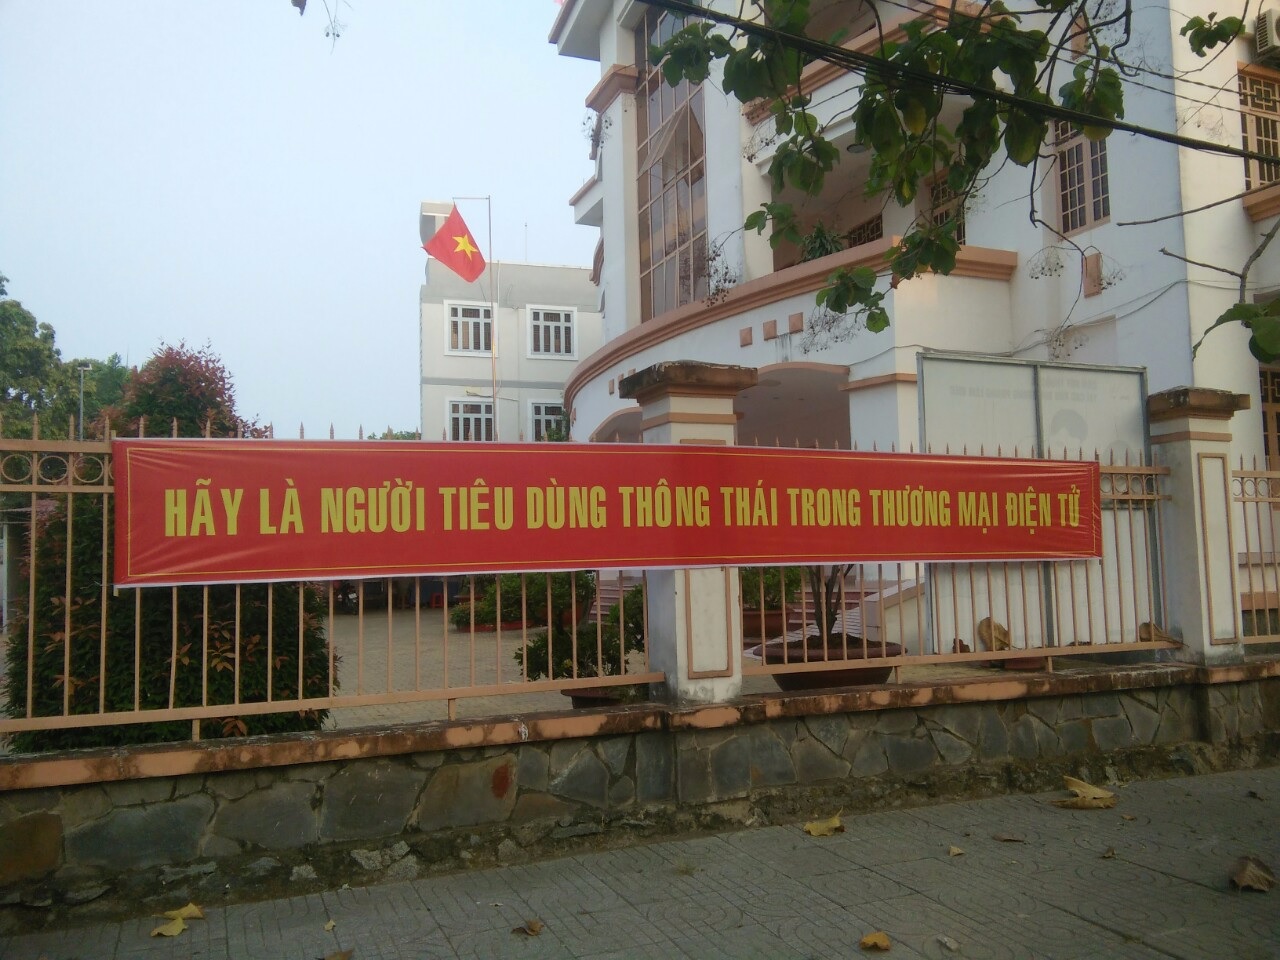 HÃY LÀ NGƯỜI TIÊU DÙNG THÔNG THÁI TRONG THƯƠNG MẠI ĐIỆN TỬ